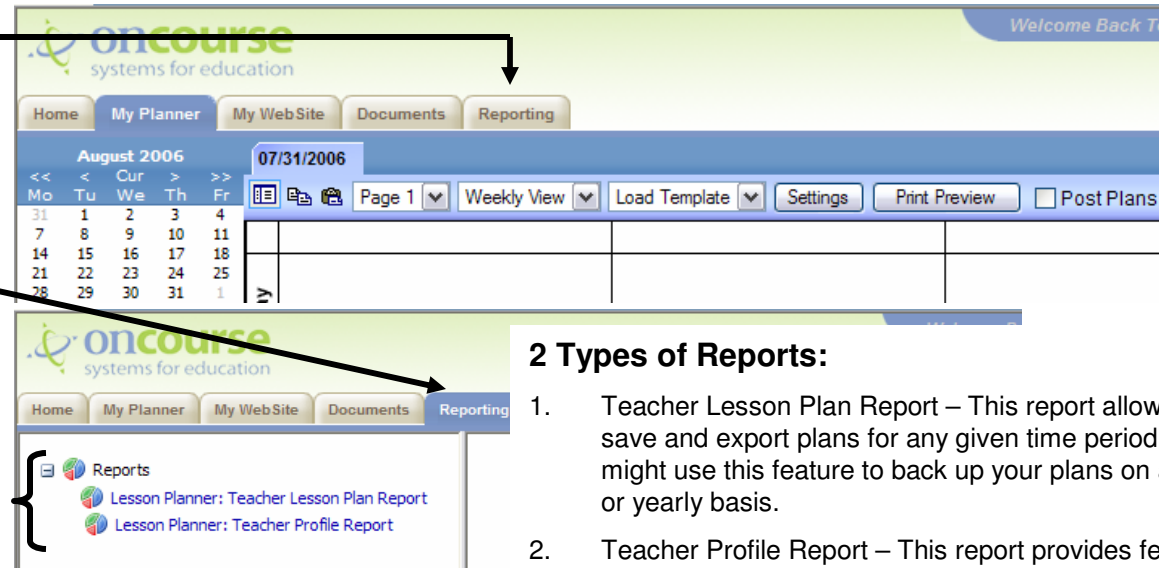 oncourse
Welcome Back
systems for education
Home My Planner My WebSite Documents Reporting
August 2006
07/31/2006
<< < Cur > >>
Mo Tu We Th Fr
Page 1 Weekly View Load Template Settings Print Preview Post Plans
31 1 2 3 4
7 8 9 10 11
14 15 16 17 18
21 22 23 24 25
28 29 30 31 1
oncourse
systems for education
Home My Planner My WebSite Documents Reporting
Reports
Lesson Planner: Teacher Lesson Plan Report
Lesson Planner: Teacher Profile Report
2 Types of Reports:
1. Teacher Lesson Plan Report – This report allow
save and export plans for any given time period
might use this feature to back up your plans on
or yearly basis.
2. Teacher Profile Report – This report provides fe